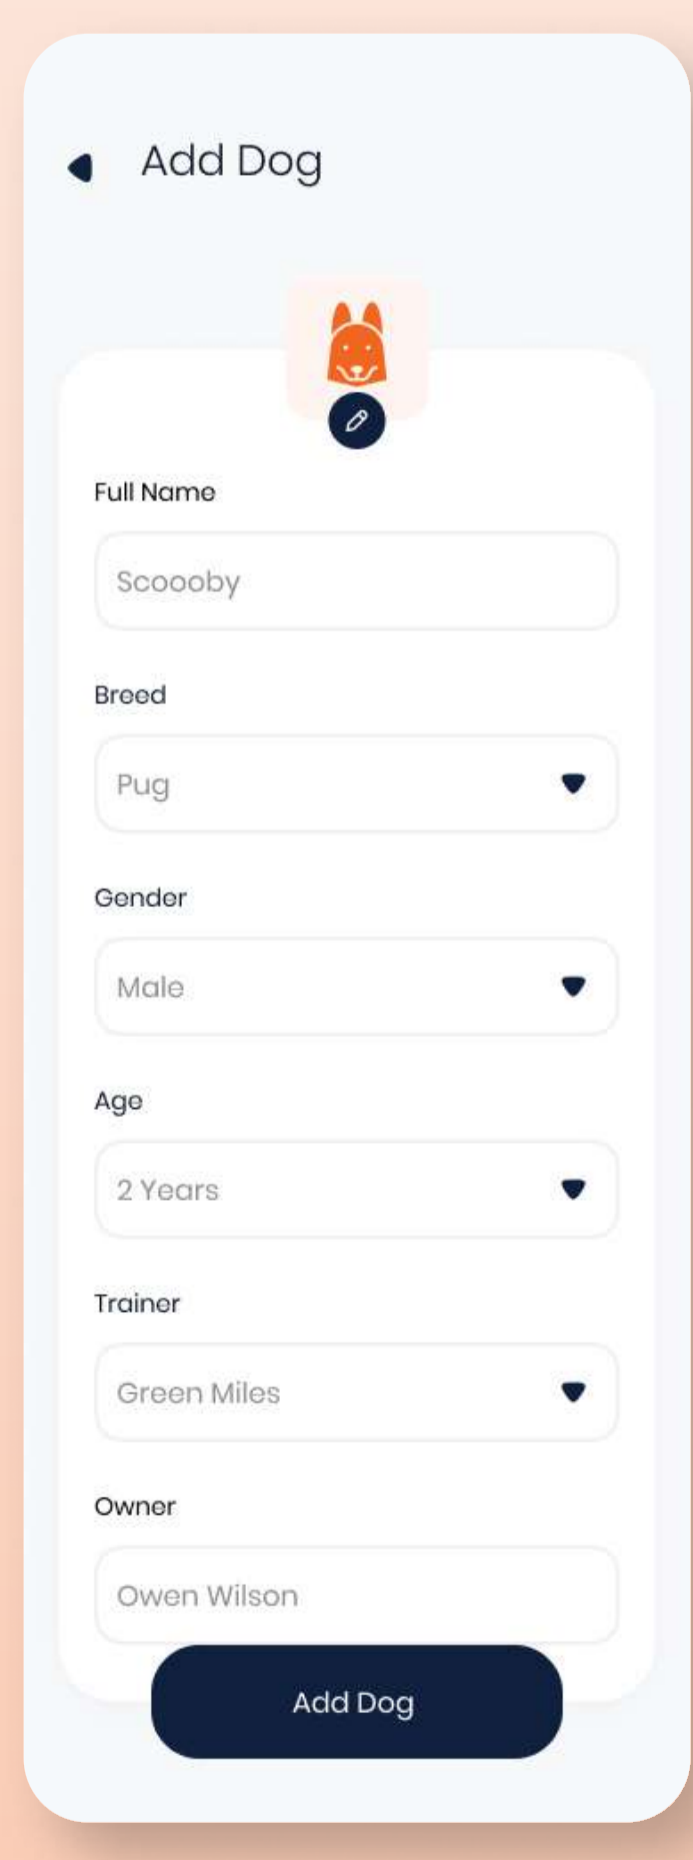 Add Dog
Full Name
Scoooby
Breed
Pug
Gender
Male
Age
2 Years
Trainer
Green Miles
Owner
Owen Wilson
Add Dog